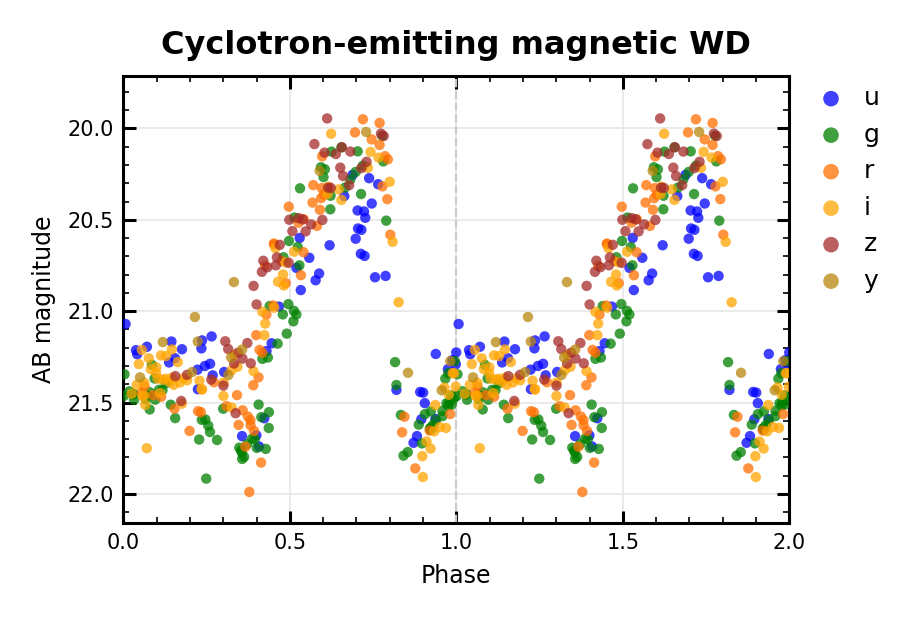 Cyclotron-emitting magnetic WD
AB magnitude
20.0
20.5
21.0
21.5
22.0
0.0 0.5 1.0 1.5 2.0
Phase
u
g
r
i
z
y